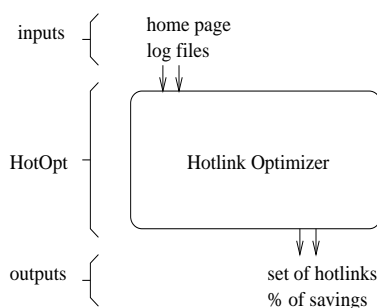 inputs
home page
log files
HotOpt
Hotlink Optimizer
outputs
set of hotlinks
% of savings